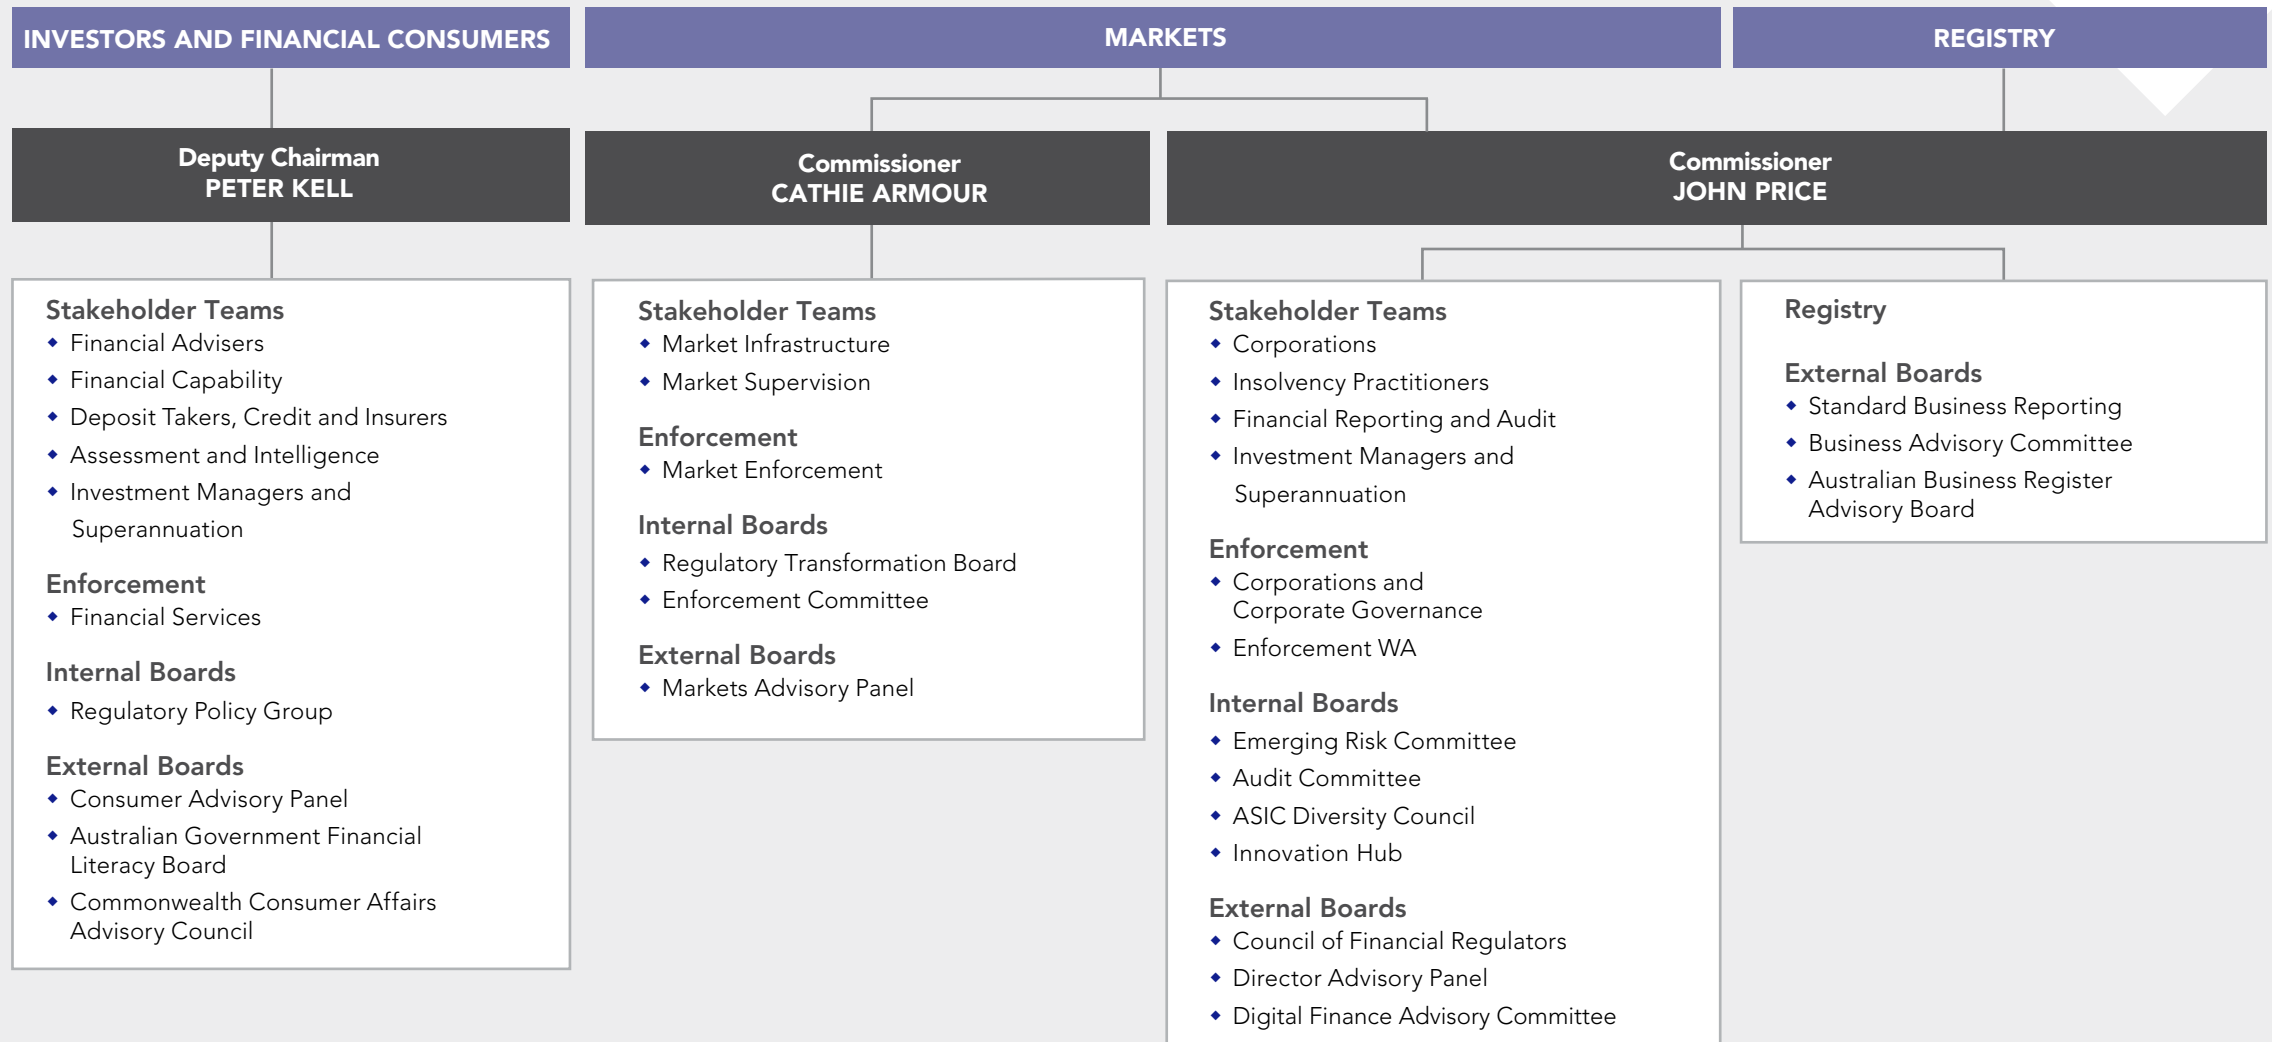 INVESTORS AND FINANCIAL CONSUMERS
MARKETS
REGISTRY
Deputy Chairman
PETER KELL
Commissioner
CATHIE ARMOUR
Commissioner
JOHN PRICE
Stakeholder Teams
Financial Advisers
Financial Capability
Deposit Takers, Credit and Insurers
Assessment and Intelligence
Investment Managers and
Superannuation
Enforcement
Financial Services
Internal Boards
Regulatory Policy Group
External Boards
Consumer Advisory Panel
Australian Government Financial
Literacy Board
Commonwealth Consumer Affairs
Advisory Council
Stakeholder Teams
Market Infrastructure
Market Supervision
Enforcement
Market Enforcement
Internal Boards
Regulatory Transformation Board
Enforcement Committee
External Boards
Markets Advisory Panel
Stakeholder Teams
Corporations
Insolvency Practitioners
Financial Reporting and Audit
Investment Managers and
Superannuation
Enforcement
Corporations and
Corporate Governance
Enforcement WA
Internal Boards
Emerging Risk Committee
Audit Committee
ASIC Diversity Council
Innovation Hub
External Boards
Council of Financial Regulators
Director Advisory Panel
Digital Finance Advisory Committee
Registry
External Boards
Standard Business Reporting
Business Advisory Committee
Australian Business Register
Advisory Board